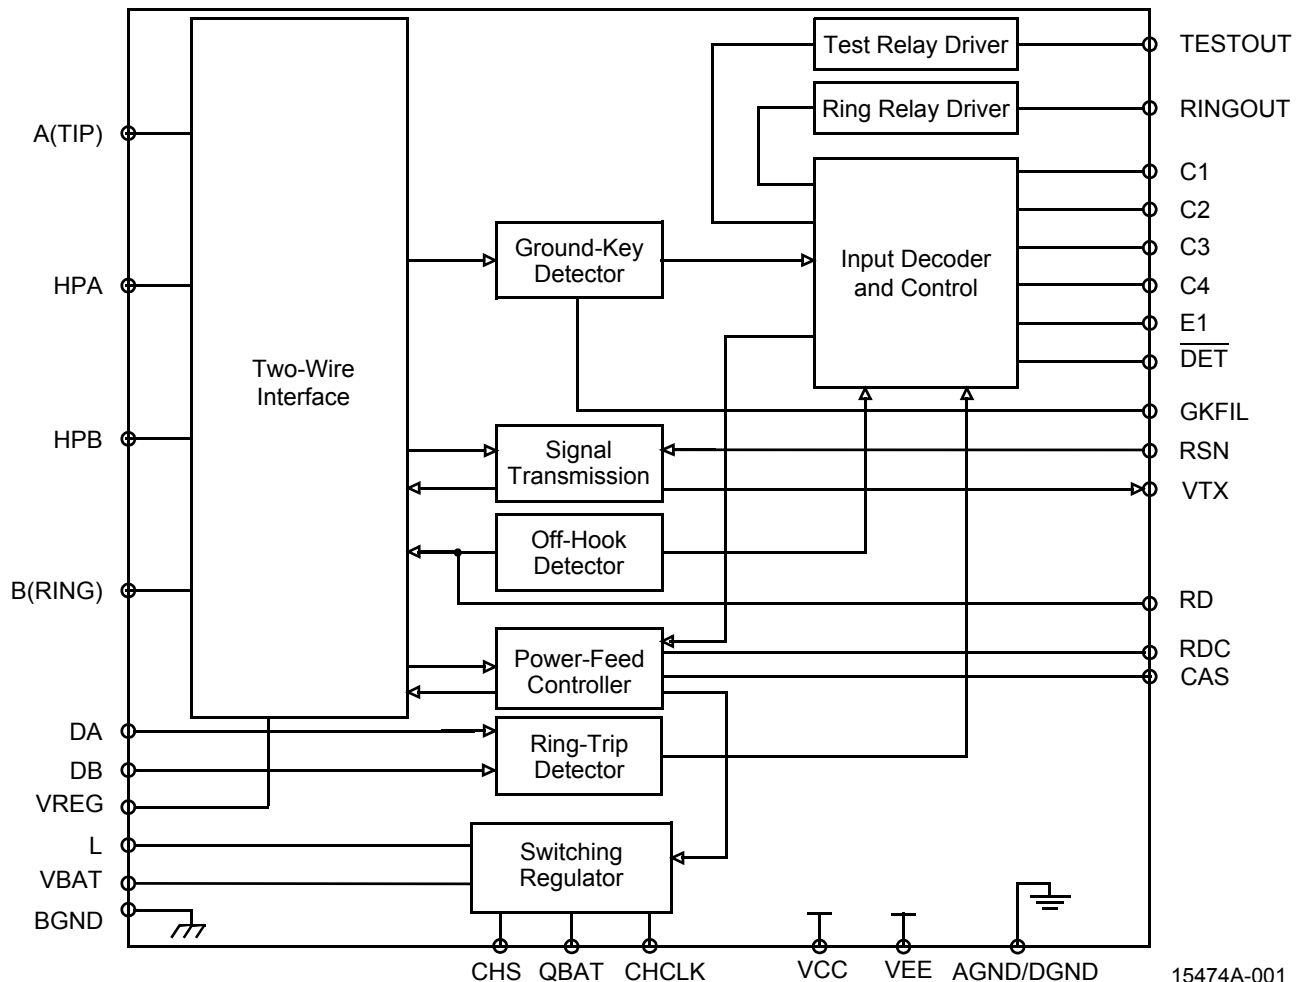 Test Relay Driver
TESTOUT
Ring Relay Driver
RINGOUT
A(TIP)
C1
C2
Ground-Key
Detector
Input Decoder
and Control
C3
HPA
C4
E1
Two-Wire
Interface
DET
GKFIL
HPB
Signal
Transmission
RSN
VTX
Off-Hook
Detector
B(RING)
RD
Power-Feed
Controller
RDC
CAS
DA
Ring-Trip
Detector
DB
VREG
L
Switching
Regulator
VBAT
BGND
CHS
QBAT
CHCLK
VCC
VEE
AGND/DGND
15474A-001